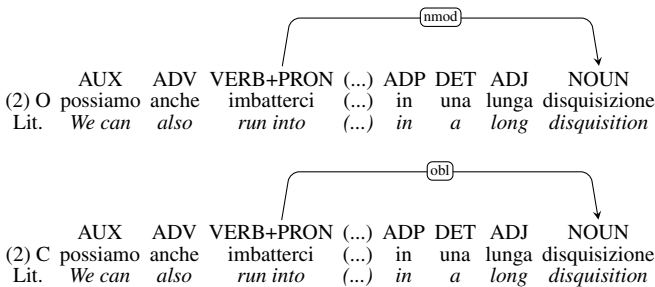 nmod
AUX ADV VERB+PRON (...) ADP DET ADJ NOUN
(2) O possiamo anche imbatterci (...) in una lunga disquisizione
Lit. We can also run into (...) in a long disquisition
obl
AUX ADV VERB+PRON (...) ADP DET ADJ NOUN
(2) C possiamo anche imbatterci (...) in una lunga disquisizione
Lit. We can also run into (...) in a long disquisition